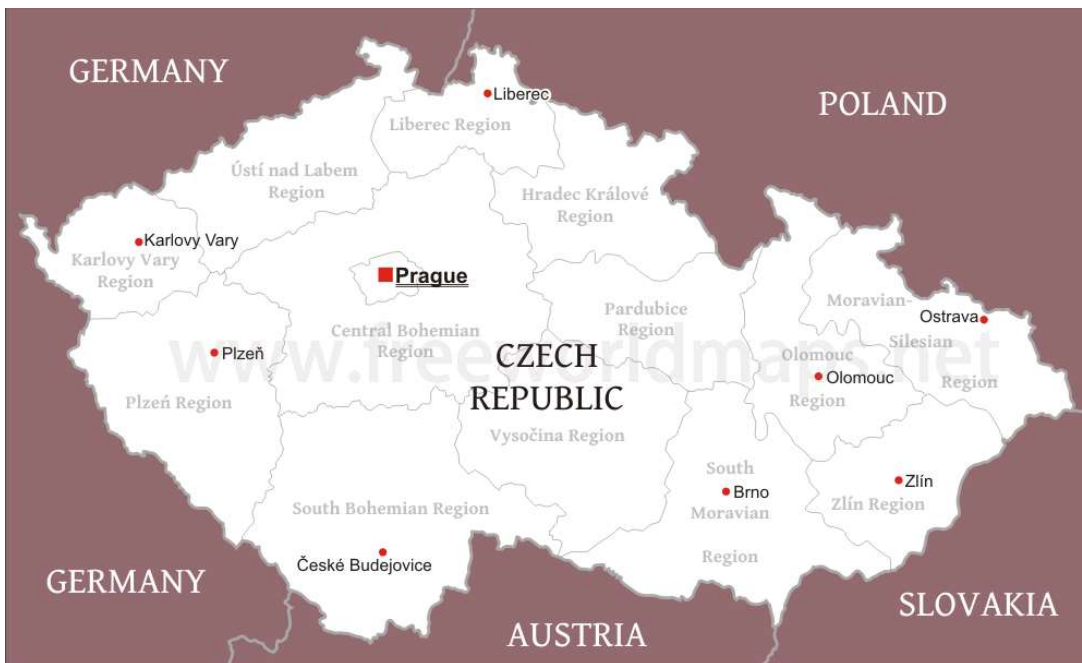 GERMANY
POLAND
Liberec
Liberec Region
Ústí nad Labem
Region
Hradec Králové
Region
Karlovy Vary
Karlovy Vary
Region
Prague
Central Bohemian
Region
Pardubice
Region
Moravian-
Silesian
Region
Ostrava
www.freeworldmaps.net
Plzeň
Plzeń Region
CZECH
REPUBLIC
Olomouc
Region
Olomouc
Vysočina Region
South
Moravian
Region
Brno
Zlín
Zlín Region
South Bohemian Region
České Budejovice
GERMANY
AUSTRIA
SLOVAKIA